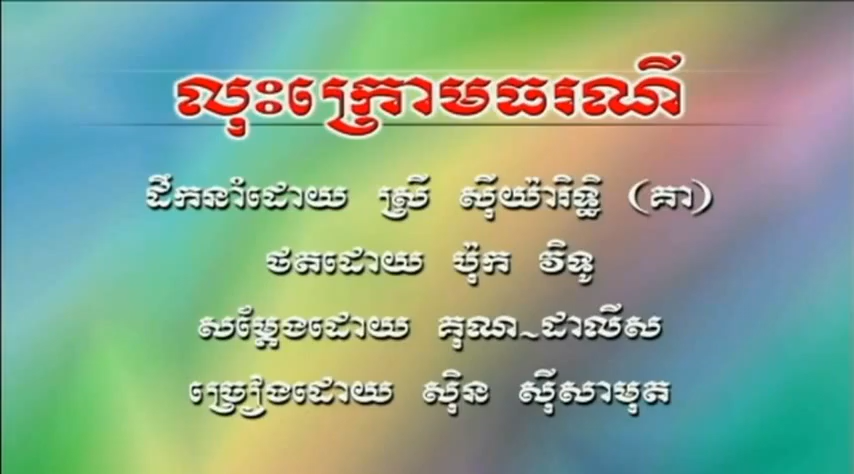 លុះក្រោមធរណី
ដឹកនាំដោយ ស្រី ស៊ីយ៉ារិទ្ធិ (គា)
ថតដោយ ប៉ុក វិទូ
សម្តែងដោយ គុណ~ដាលីស
ច្រៀងដោយ ស៊ិន ស៊ីសាមុត